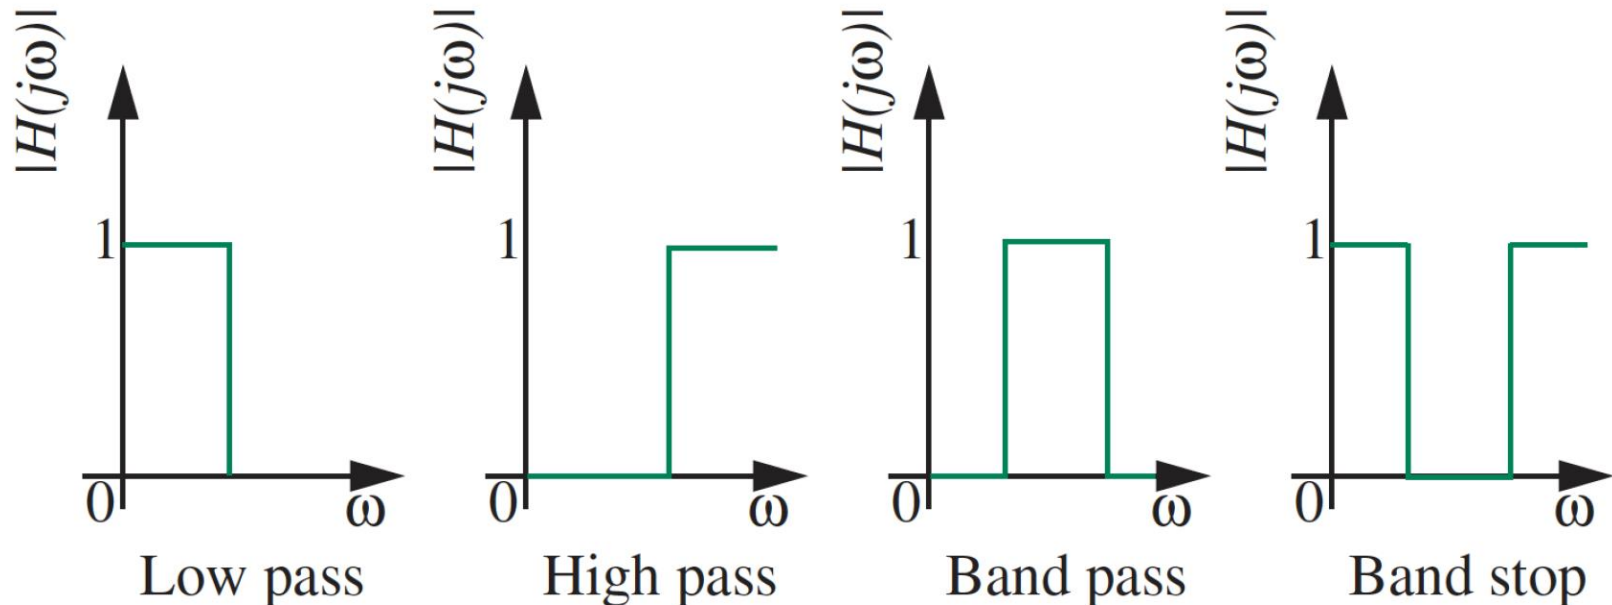 |H(jω)|
1
0
ω
Low pass
|H(jω)|
1
0
ω
High pass
|H(jω)|
1
0
ω
Band pass
|H(jω)|
1
0
ω
Band stop